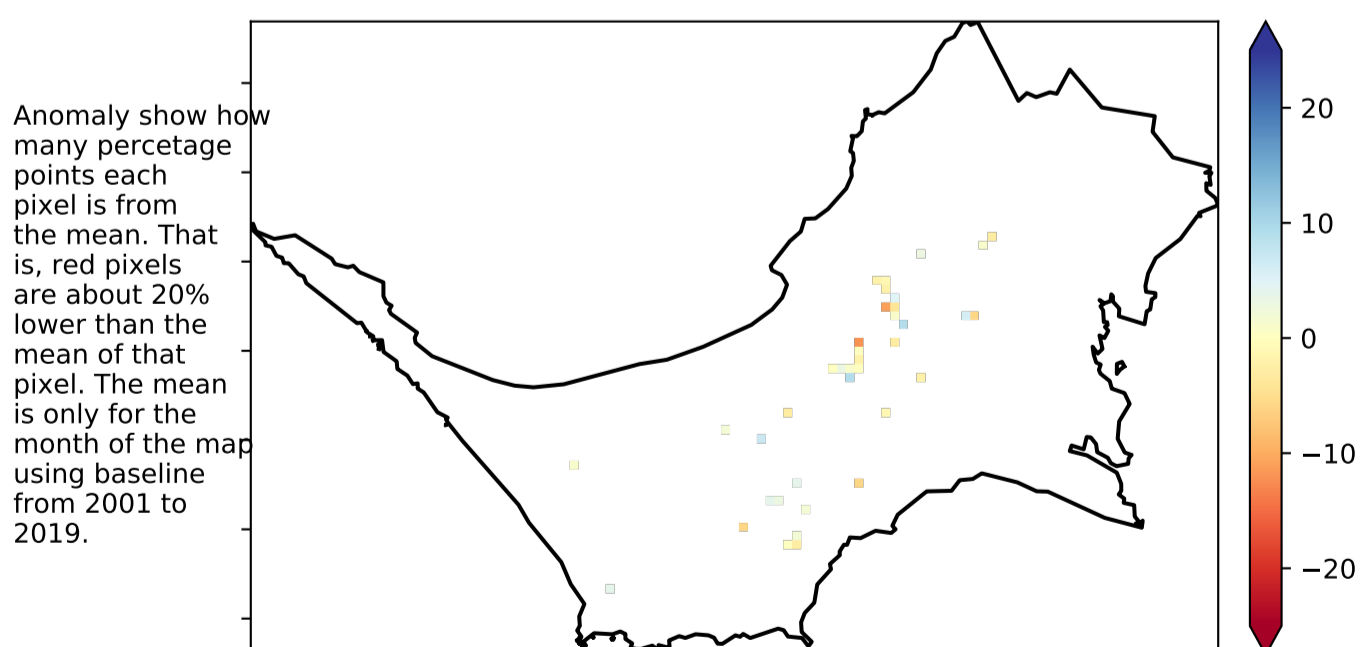 Anomaly show how
many percetage
points each
pixel is from
the mean. That
is, red pixels
are about 20%
lower than the
mean of that
pixel. The mean
is only for the
month of the map
using baseline
from 2001 to
2019.
20
10
0
−10
−20